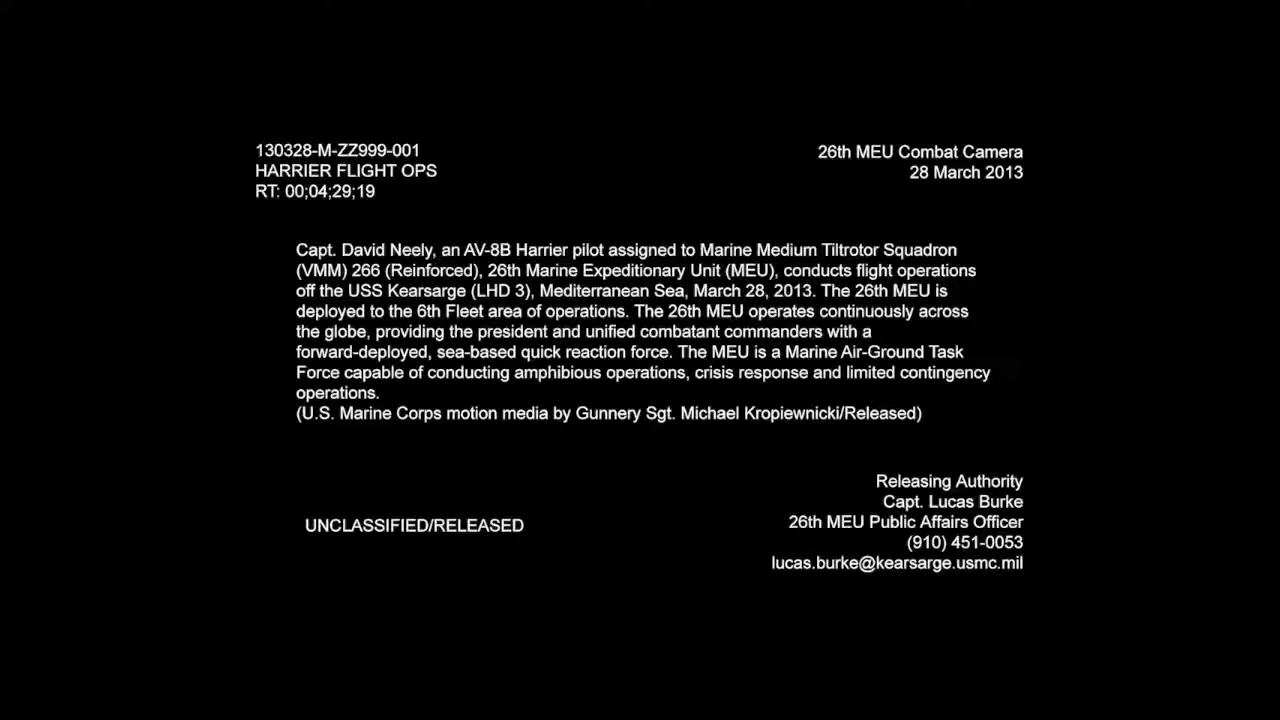 130328-M-ZZ999-001
HARRIER FLIGHT OPS
RT: 00;04;29;19
26th MEU Combat Camera
28 March 2013
Capt. David Neely, an AV-8B Harrier pilot assigned to Marine Medium Tiltrotor Squadron
(VMM) 266 (Reinforced), 26th Marine Expeditionary Unit (MEU), conducts flight operations
off the USS Kearsarge (LHD 3), Mediterranean Sea, March 28, 2013. The 26th MEU is
deployed to the 6th Fleet area of operations. The 26th MEU operates continuously across
the globe, providing the president and unified combatant commanders with a
forward-deployed, sea-based quick reaction force. The MEU is a Marine Air-Ground Task
Force capable of conducting amphibious operations, crisis response and limited contingency
operations.
(U.S. Marine Corps motion media by Gunnery Sgt. Michael Kropiewnicki/Released)
UNCLASSIFIED/RELEASED
Releasing Authority
Capt. Lucas Burke
26th MEU Public Affairs Officer
(910) 451-0053
lucas.burke@kearsarge.usmc.mil